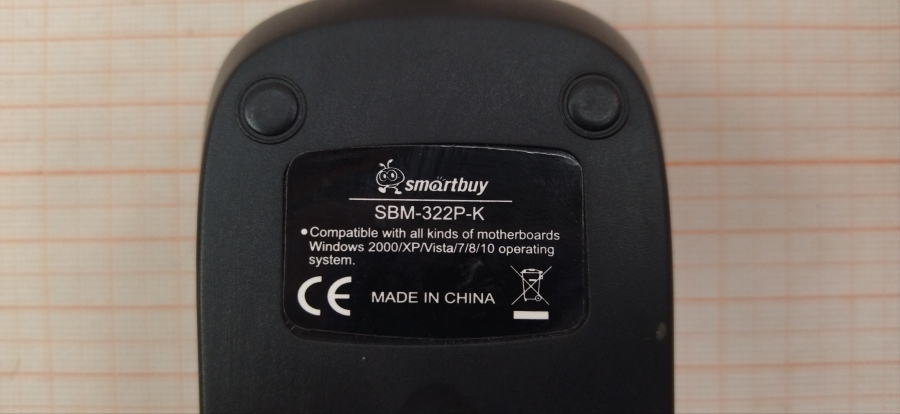 smartbuy
SBM-322P-K
•Compatible with all kinds of motherboards
Windows 2000/XP/Vista/7/8/10 operating
system.
CE MADE IN CHINA